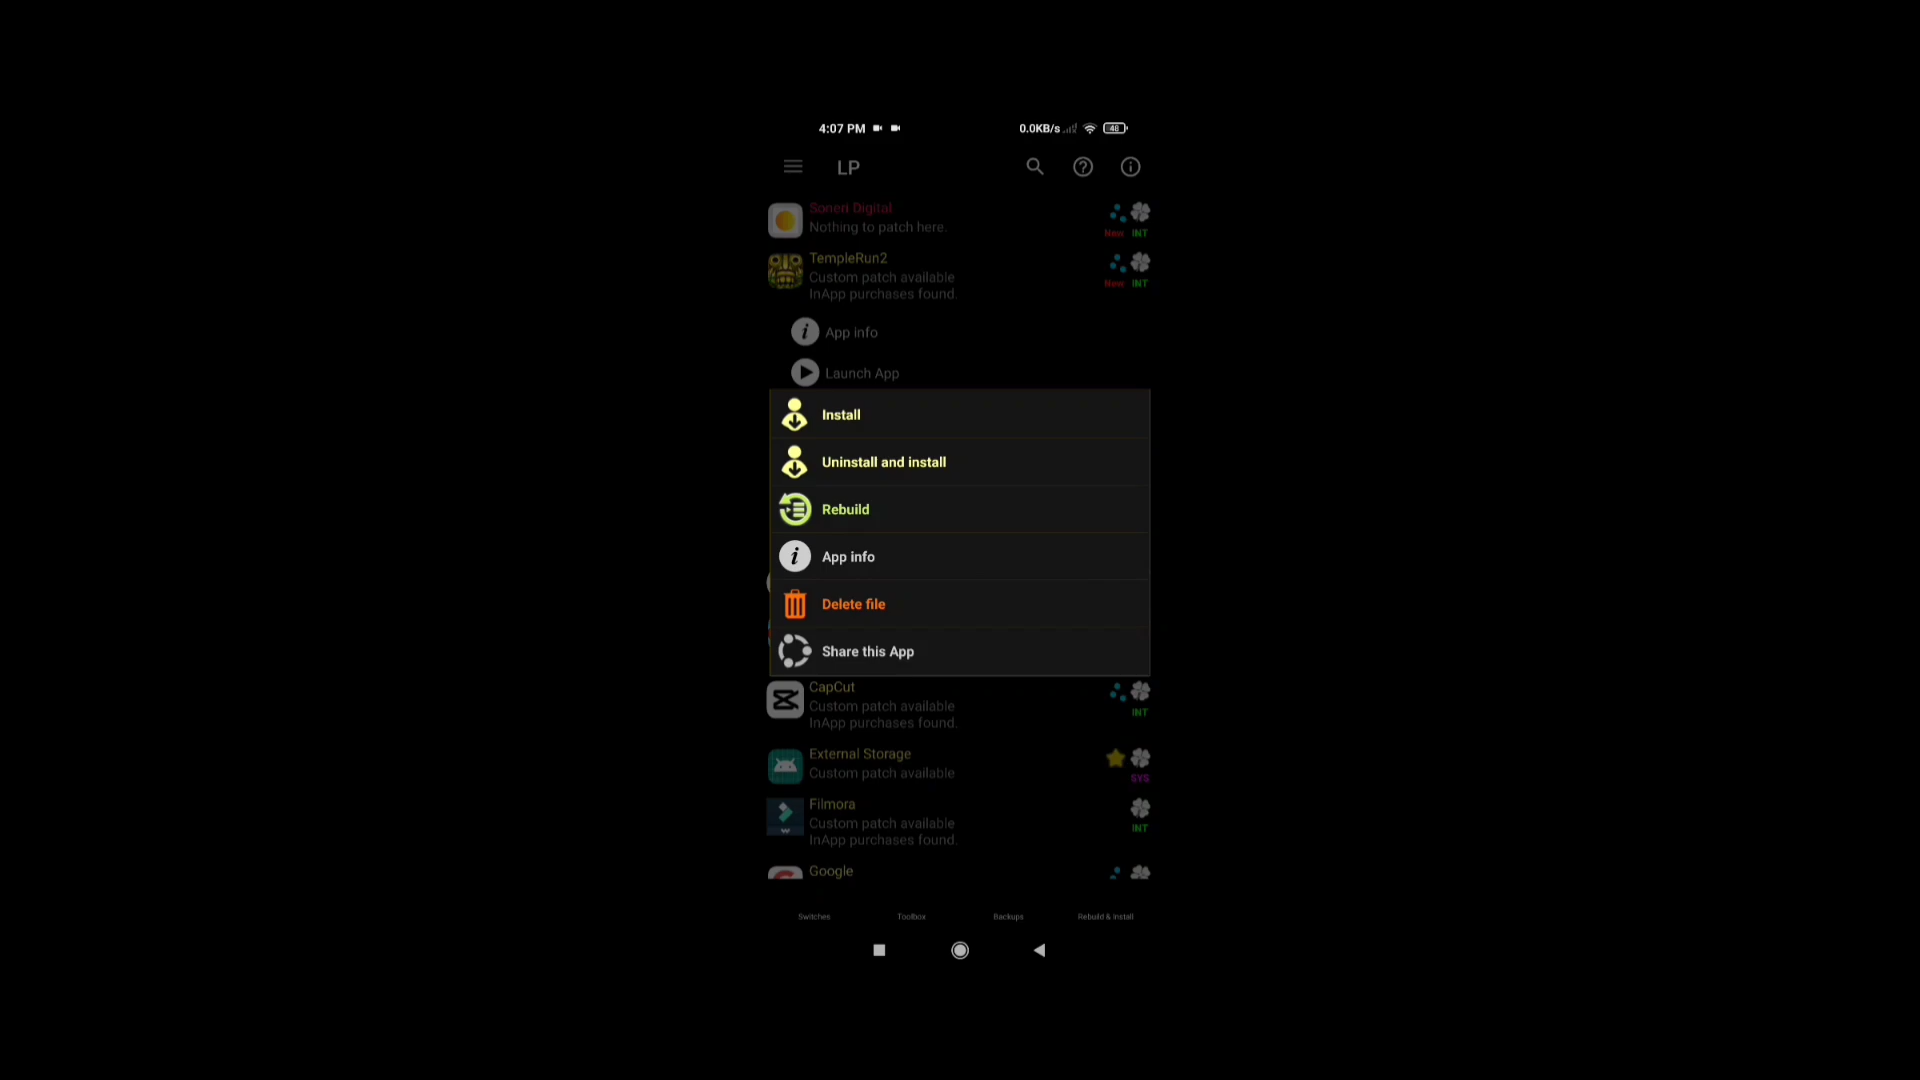 4:07 PM
0.0KB/s
48
LP
Soneri Digital
Nothing to patch here.
New INT
TempleRun2
Custom patch available
InApp purchases found.
New INT
App info
Launch App
Install
Uninstall and install
Rebuild
App info
Delete file
Share this App
CapCut
Custom patch available
InApp purchases found.
INT
External Storage
Custom patch available
SYS
Filmora
Custom patch available
InApp purchases found.
INT
Google
Switches
Toolbox
Backups
Rebuild & Install